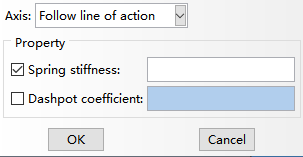 Axis: Follow line of action
Property
Spring stiffness:
Dashpot coefficient:
OK Cancel